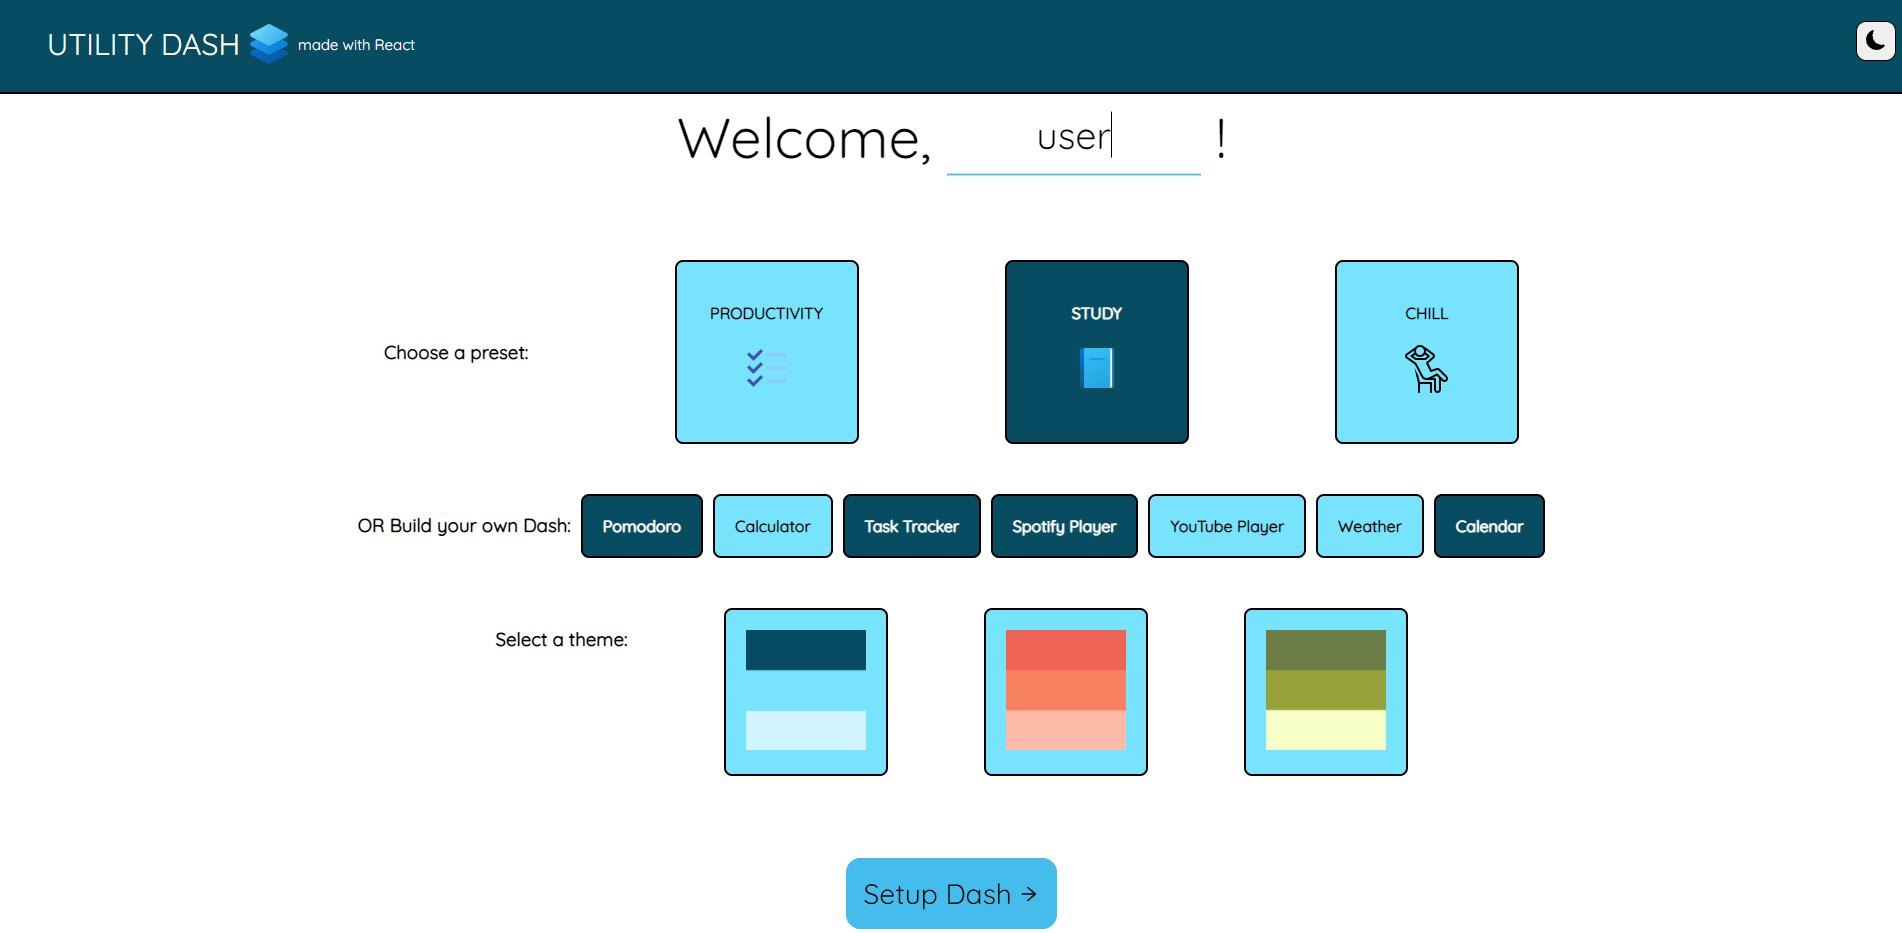 UTILITY DASH made with React
Welcome, user !
Choose a preset:
PRODUCTIVITY
STUDY
CHILL
OR Build your own Dash:
Pomodoro
Calculator
Task Tracker
Spotify Player
YouTube Player
Weather
Calendar
Select a theme:
Setup Dash →